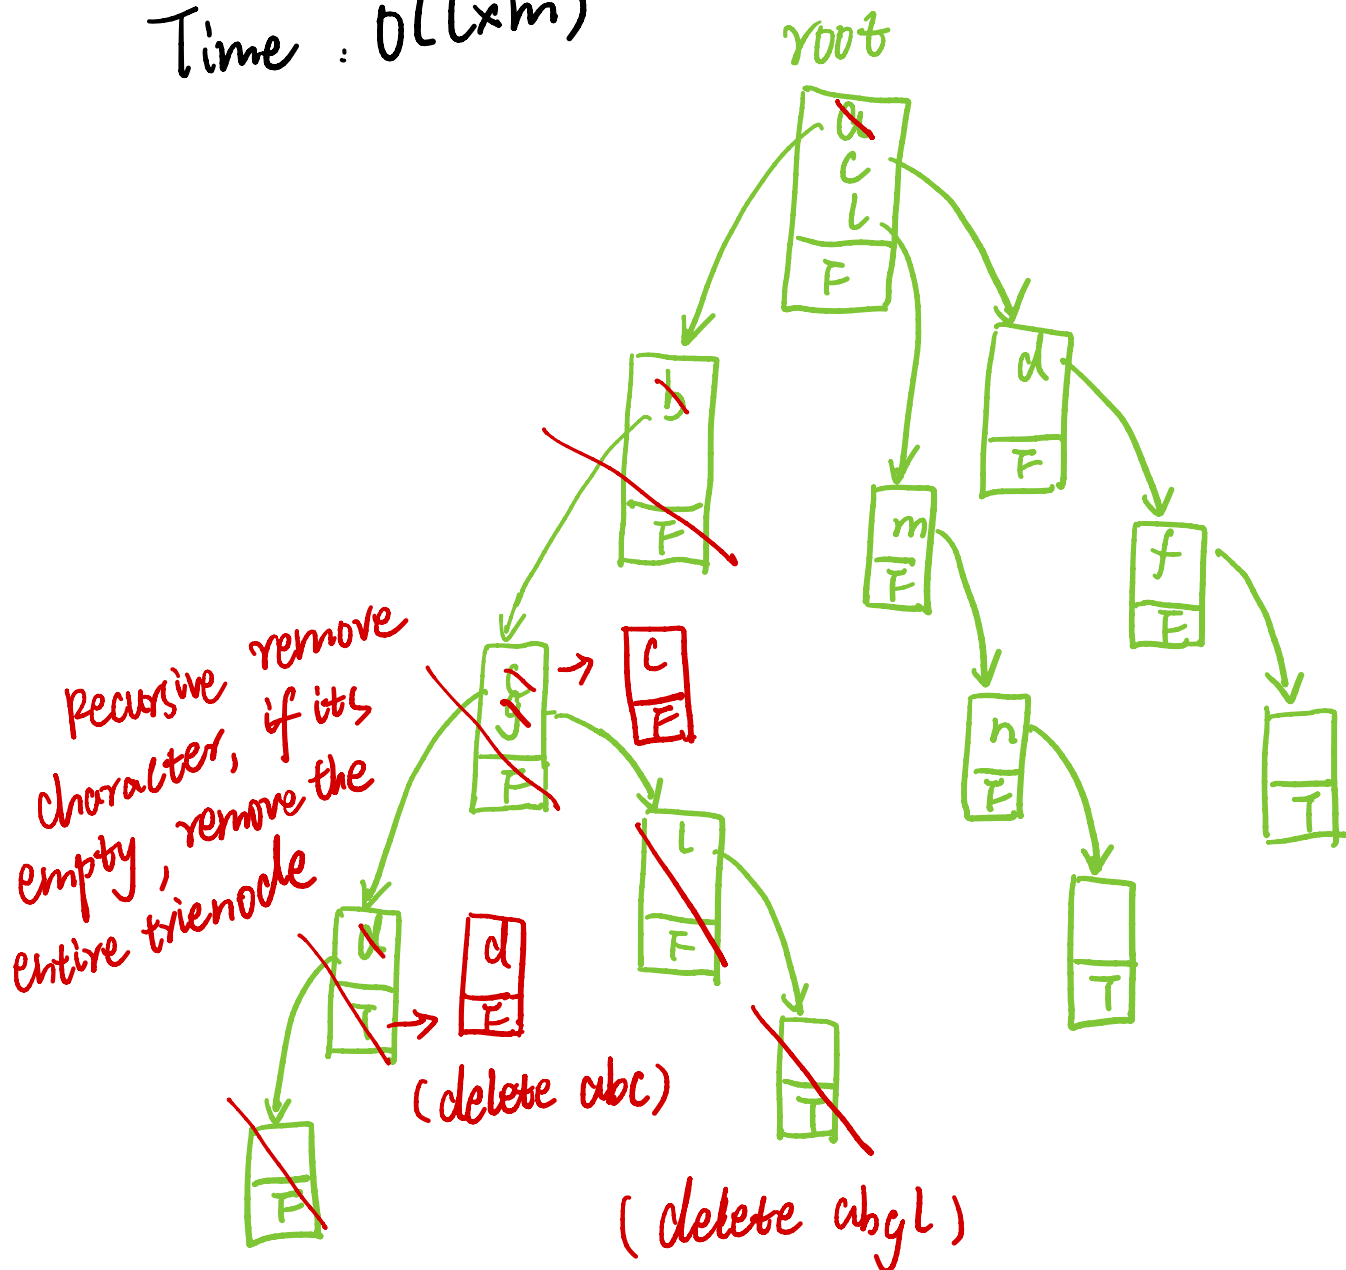 Time : O(l×m)
root
a
c
l
F
b
F
d
F
m
F
f
F
Recursive remove
character, if its
empty, remove the
entire trienode
c
g
F
c
F
n
F
T
l
F
d
T
d
F
(delete abc)
T
T
F
(delete abgl)